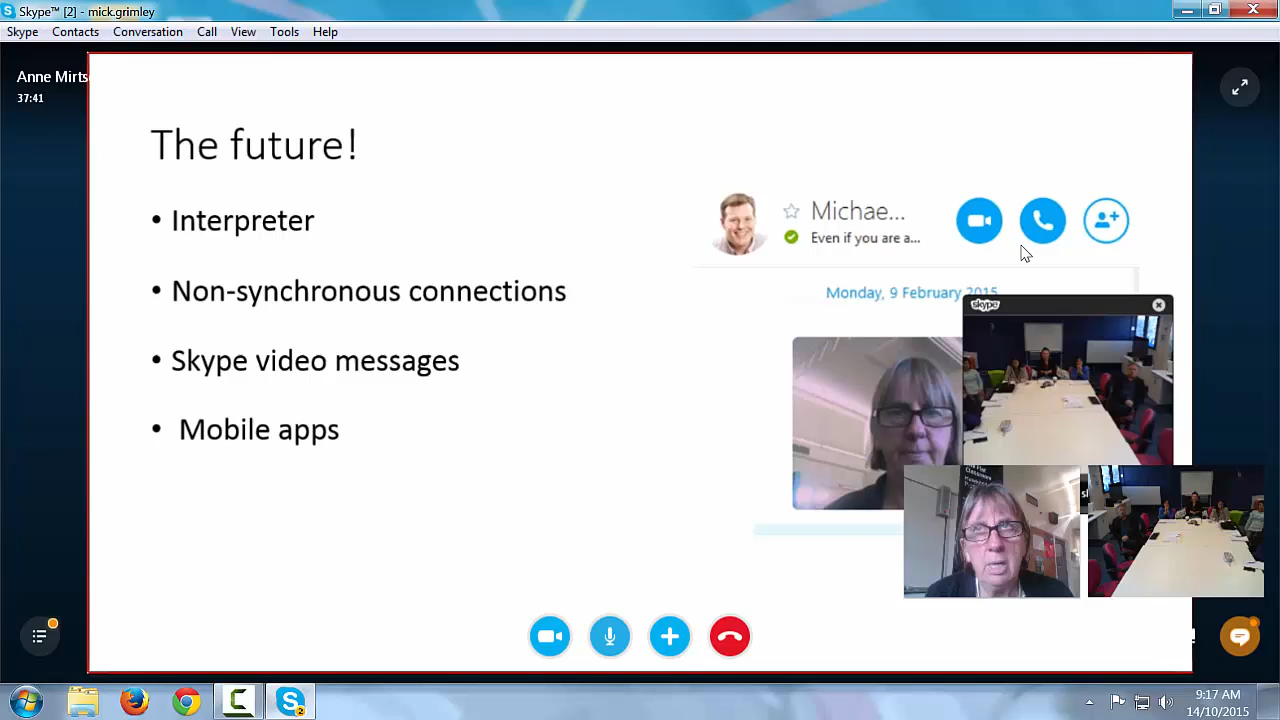 Skype™ [2] - mick.grimley
Skype Contacts Conversation Call View Tools Help
Anne
37:41
The future!
• Interpreter
• Non-synchronous connections
• Skype video messages
• Mobile apps
Michae...
Even if you are a...
Monday, 9 February 2015
skype
9:17 AM
14/10/2015